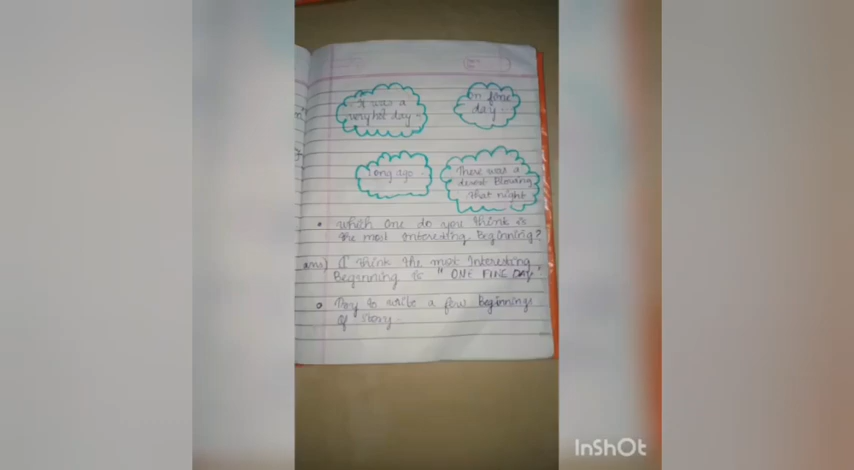 It was a
very hot day.
on fine
day.
Long ago.
There was a
desert Blowing
that night
• Which one do you think is
the most interesting Beginning?
ans) I think the most Interesting
Beginning is "ONE FINE DAY"
• Try to write a few Beginnings
of story.
InShOt